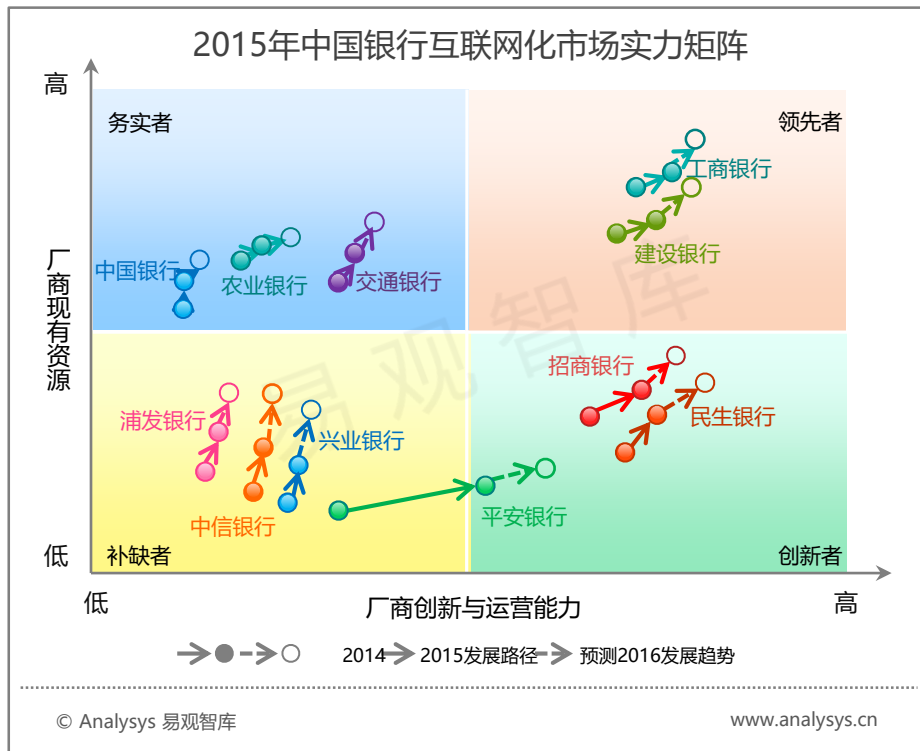 2015年中国银行互联网化市场实力矩阵
高
务实者
领先者
工商银行
建设银行
中国银行
农业银行
交通银行
厂商现有资源
易观智库
招商银行
浦发银行
兴业银行
民生银行
中信银行
平安银行
低
补缺者
创新者
低
厂商创新与运营能力
高
2014
2015发展路径
预测2016发展趋势
© Analysys 易观智库
www.analysys.cn